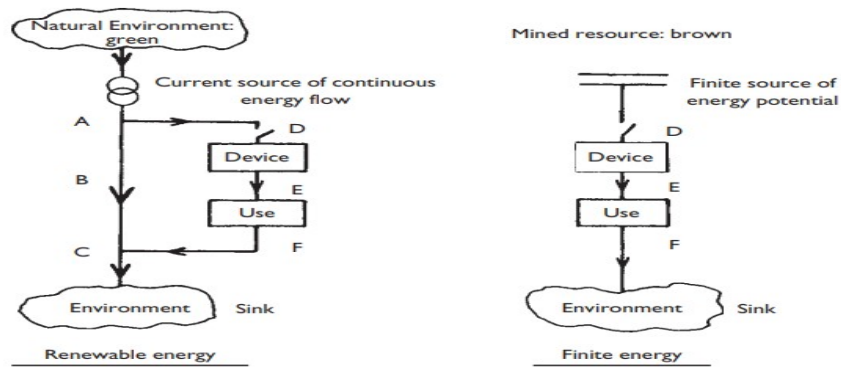 Natural Environment:
green
Current source of continuous
energy flow
A
D
Device
B
E
Use
C
F
Environment
Sink
Renewable energy
Mined resource: brown
Finite source of
energy potential
D
Device
E
Use
F
Environment
Sink
Finite energy